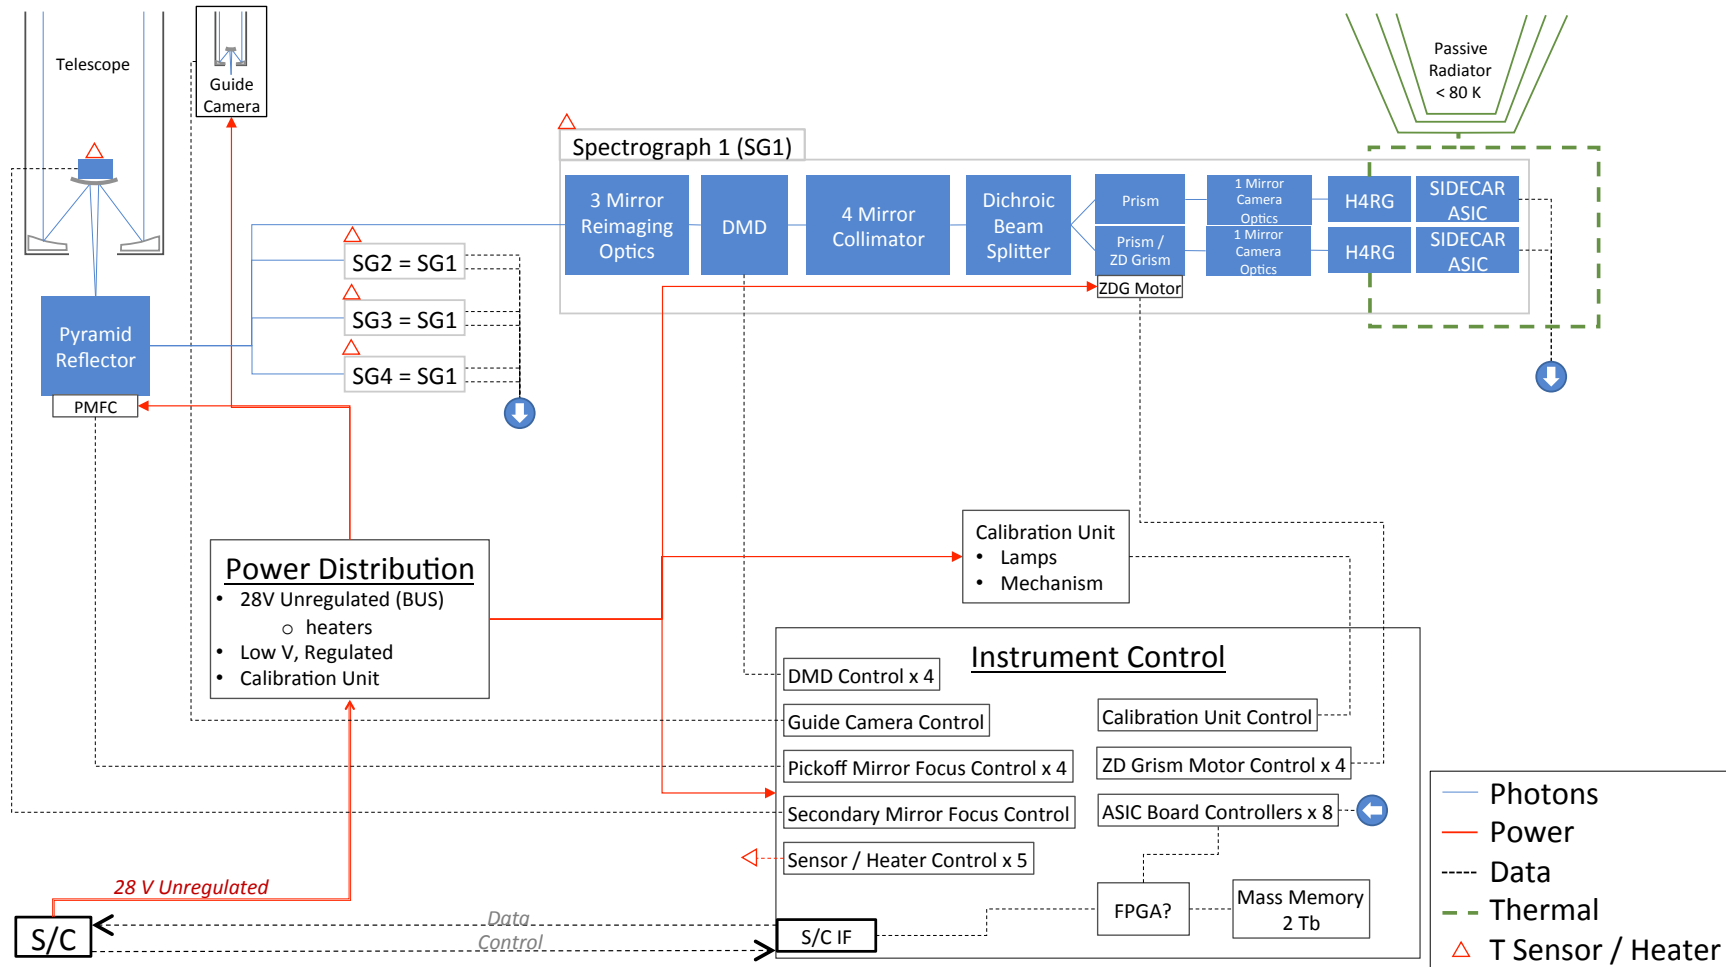 Telescope
Guide
Camera
Passive
Radiator
< 80 K
Spectrograph 1 (SG1)
3 Mirror
Reimaging
Optics
DMD
4 Mirror
Collimator
Dichroic
Beam
Splitter
Prism
1 Mirror
Camera
Optics
H4RG
SIDECAR
ASIC
Prism /
ZD Grism
1 Mirror
Camera
Optics
H4RG
SIDECAR
ASIC
ZDG Motor
SG2 = SG1
SG3 = SG1
SG4 = SG1
Pyramid
Reflector
PMFC
Power Distribution
• 28V Unregulated (BUS)
o heaters
• Low V, Regulated
• Calibration Unit
Calibration Unit
• Lamps
• Mechanism
Instrument Control
DMD Control x 4
Guide Camera Control
Pickoff Mirror Focus Control x 4
Secondary Mirror Focus Control
Sensor / Heater Control x 5
Calibration Unit Control
ZD Grism Motor Control x 4
ASIC Board Controllers x 8
FPGA?
Mass Memory
2 Tb
S/C IF
28 V Unregulated
S/C
Data
Control
Photons
Power
Data
Thermal
T Sensor / Heater